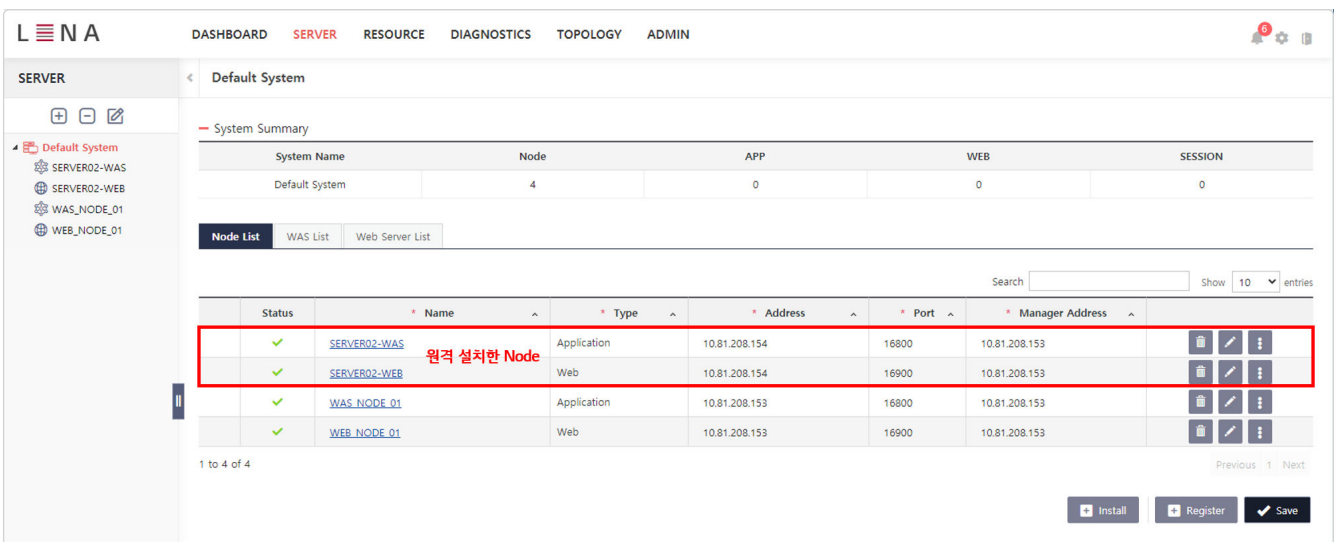 LENA
DASHBOARD SERVER RESOURCE DIAGNOSTICS TOPOLOGY ADMIN
6
SERVER
Default System
Default System
SERVER02-WAS
SERVER02-WEB
WAS_NODE_01
WEB_NODE_01
System Summary
System Name Node APP WEB SESSION
Default System 4 0 0 0
Node List WAS List Web Server List
Search Show 10 entries
Status * Name * Type * Address * Port * Manager Address
SERVER02-WAS Application 10.81.208.154 16800 10.81.208.153
원격 설치한 Node
SERVER02-WEB Web 10.81.208.154 16900 10.81.208.153
WAS_NODE_01 Application 10.81.208.153 16800 10.81.208.153
WEB_NODE_01 Web 10.81.208.153 16900 10.81.208.153
1 to 4 of 4
Previous 1 Next
Install Register Save